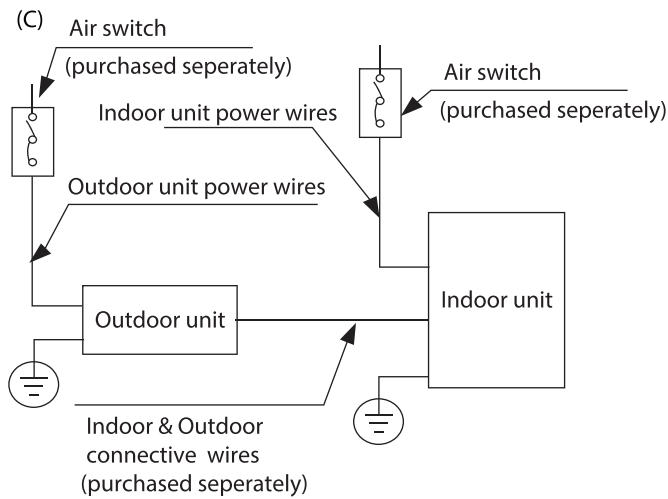 (C)
Air switch
(purchased seperately)
Air switch
(purchased seperately)
Indoor unit power wires
Outdoor unit power wires
Indoor unit
Outdoor unit
Indoor & Outdoor
connective wires
(purchased seperately)